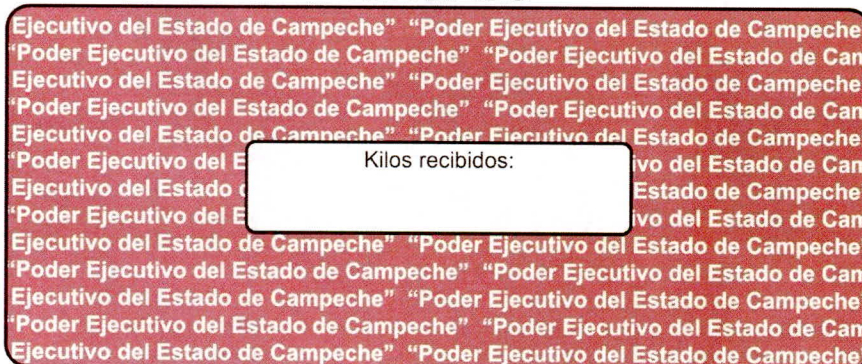 Ejecutivo del Estado de Campeche” “Poder Ejecutivo del Estado de Campeche
“Poder Ejecutivo del Estado de Campeche” “Poder Ejecutivo del Estado de Cam
Ejecutivo del Estado de Campeche” “Poder Ejecutivo del Estado de Campeche
“Poder Ejecutivo del Estado de Campeche” “Poder Ejecutivo del Estado de Cam
Ejecutivo del Estado de Campeche” “Poder Ejecutivo del Estado de Campeche
“Poder Ejecutivo del E Kilos recibidos: ivo del Estado de Cam
Ejecutivo del Estado Estado de Campeche
“Poder Ejecutivo del E ivo del Estado de Cam
Ejecutivo del Estado de Campeche” “Poder Ejecutivo del Estado de Campeche
“Poder Ejecutivo del Estado de Campeche” “Poder Ejecutivo del Estado de Cam
Ejecutivo del Estado de Campeche” “Poder Ejecutivo del Estado de Campeche
“Poder Ejecutivo del Estado de Campeche” “Poder Ejecutivo del Estado de Cam
Ejecutivo del Estado de Campeche” “Poder Ejecutivo del Estado de Campeche